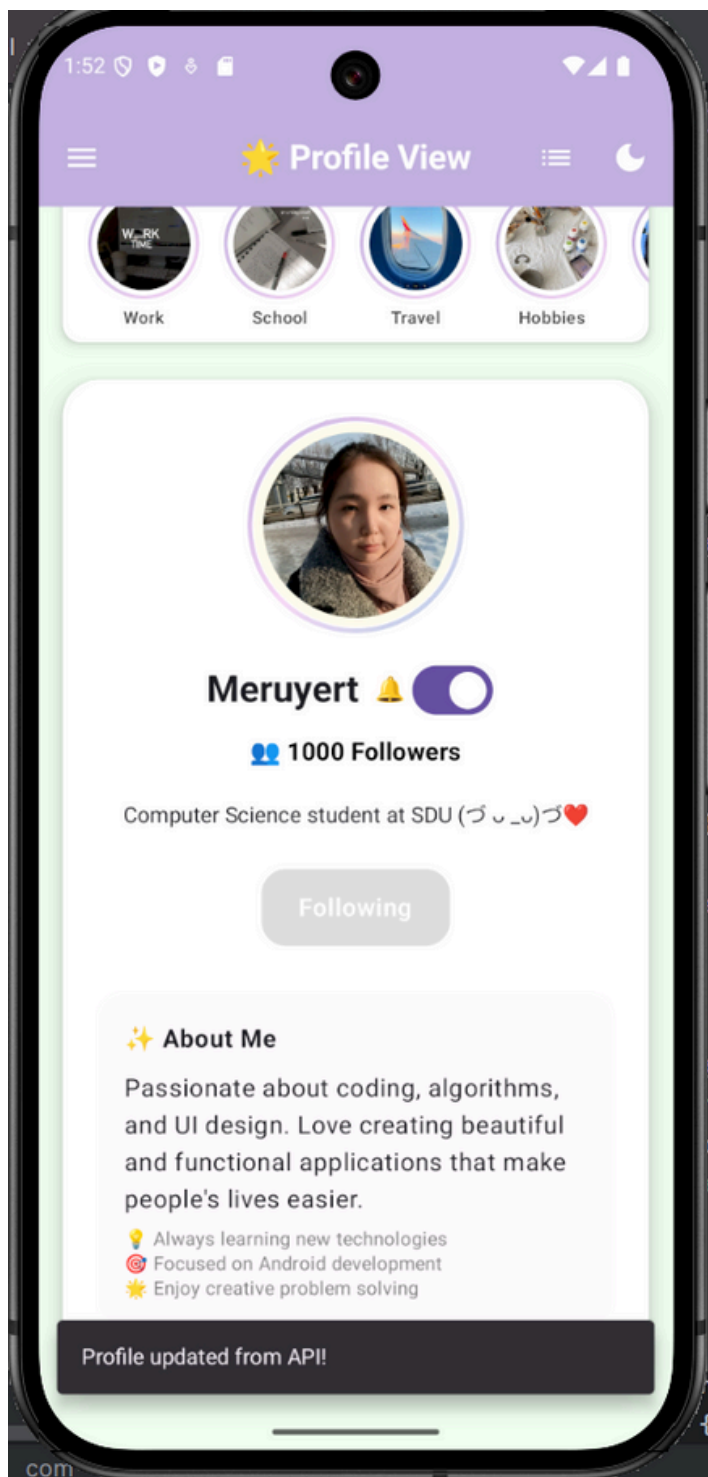 1:52
🌟 Profile View
W RK
TIME
Work School Travel Hobbies
Meruyert 🔔
👥 1000 Followers
Computer Science student at SDU (づ ᴗ _ᴗ)づ❤️
Following
✨ About Me
Passionate about coding, algorithms,
and UI design. Love creating beautiful
and functional applications that make
people's lives easier.
💡 Always learning new technologies
🎯 Focused on Android development
🌟 Enjoy creative problem solving
Profile updated from API!
com